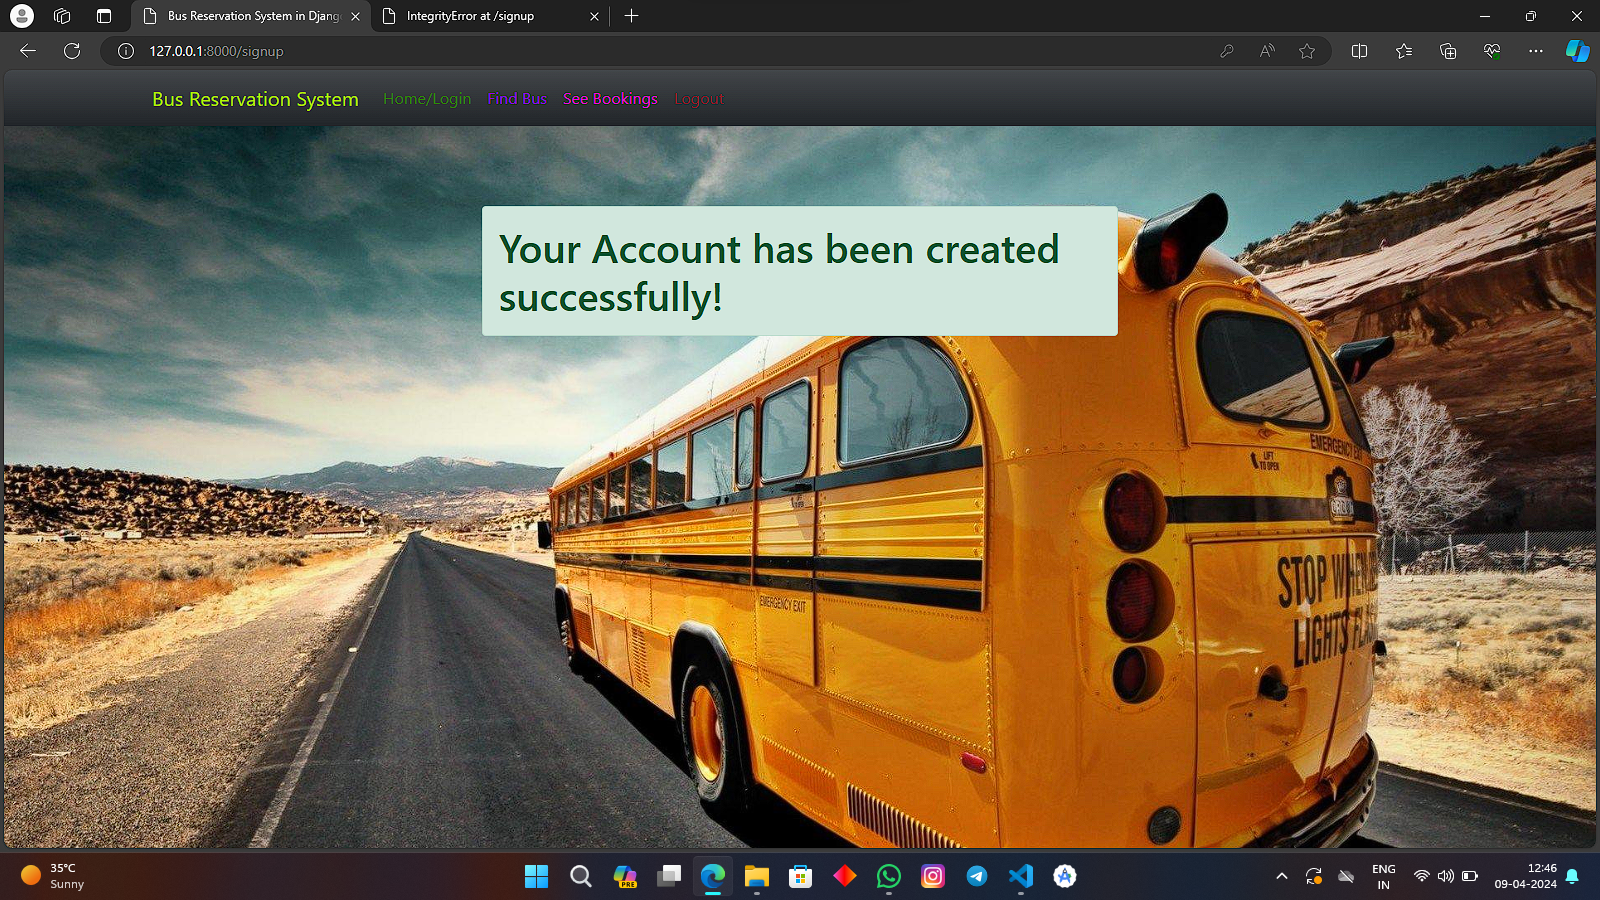 Bus Reservation System in Djang
IntegrityError at /signup
127.0.0.1:8000/signup
Bus Reservation System Home/Login Find Bus See Bookings Logout
Your Account has been created
successfully!
EMERGENCY EXIT
LIFT
TO OPEN
STOP WHEN
LIGHTS FLA
EMERGENCY EXIT
35°C
Sunny
PRE
ENG
IN
12:46
09-04-2024